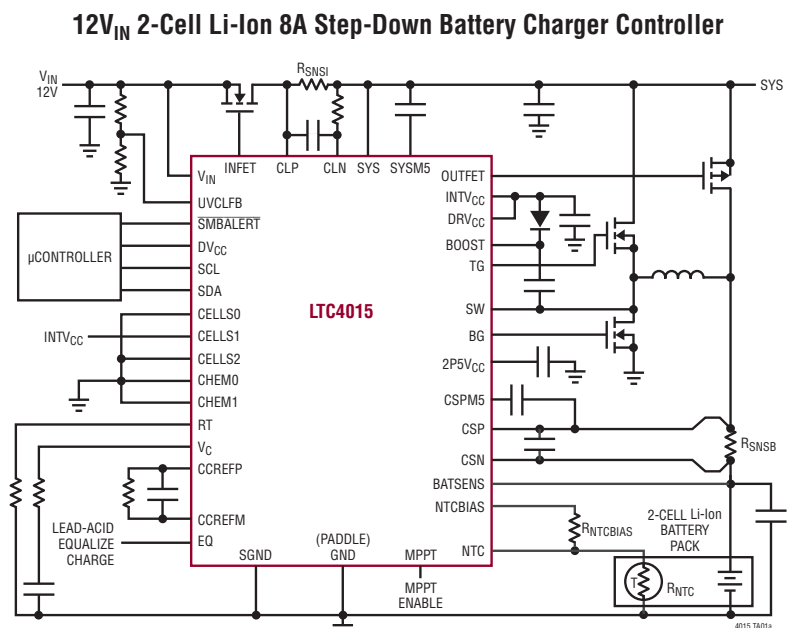 12VIN 2-Cell Li-Ion 8A Step-Down Battery Charger Controller
VIN
12V
RSNSI
SYS
INFET
CLP
CLN
SYS
SYSM5
VIN
UVCLFB
SMBALERT
DVCC
SCL
SDA
µCONTROLLER
CELLS0
CELLS1
CELLS2
CHEM0
CHEM1
INTVCC
RT
VC
CCREFP
CCREFM
EQ
LEAD-ACID
EQUALIZE
CHARGE
LTC4015
OUTFET
INTVCC
DRVCC
BOOST
TG
SW
BG
2P5VCC
CSPM5
CSP
CSN
BATSENS
NTCBIAS
NTC
RSNSB
RNTCBIAS
2-CELL Li-Ion
BATTERY
PACK
T
RNTC
SGND
(PADDLE)
GND
MPPT
MPPT
ENABLE
4015 TA01a